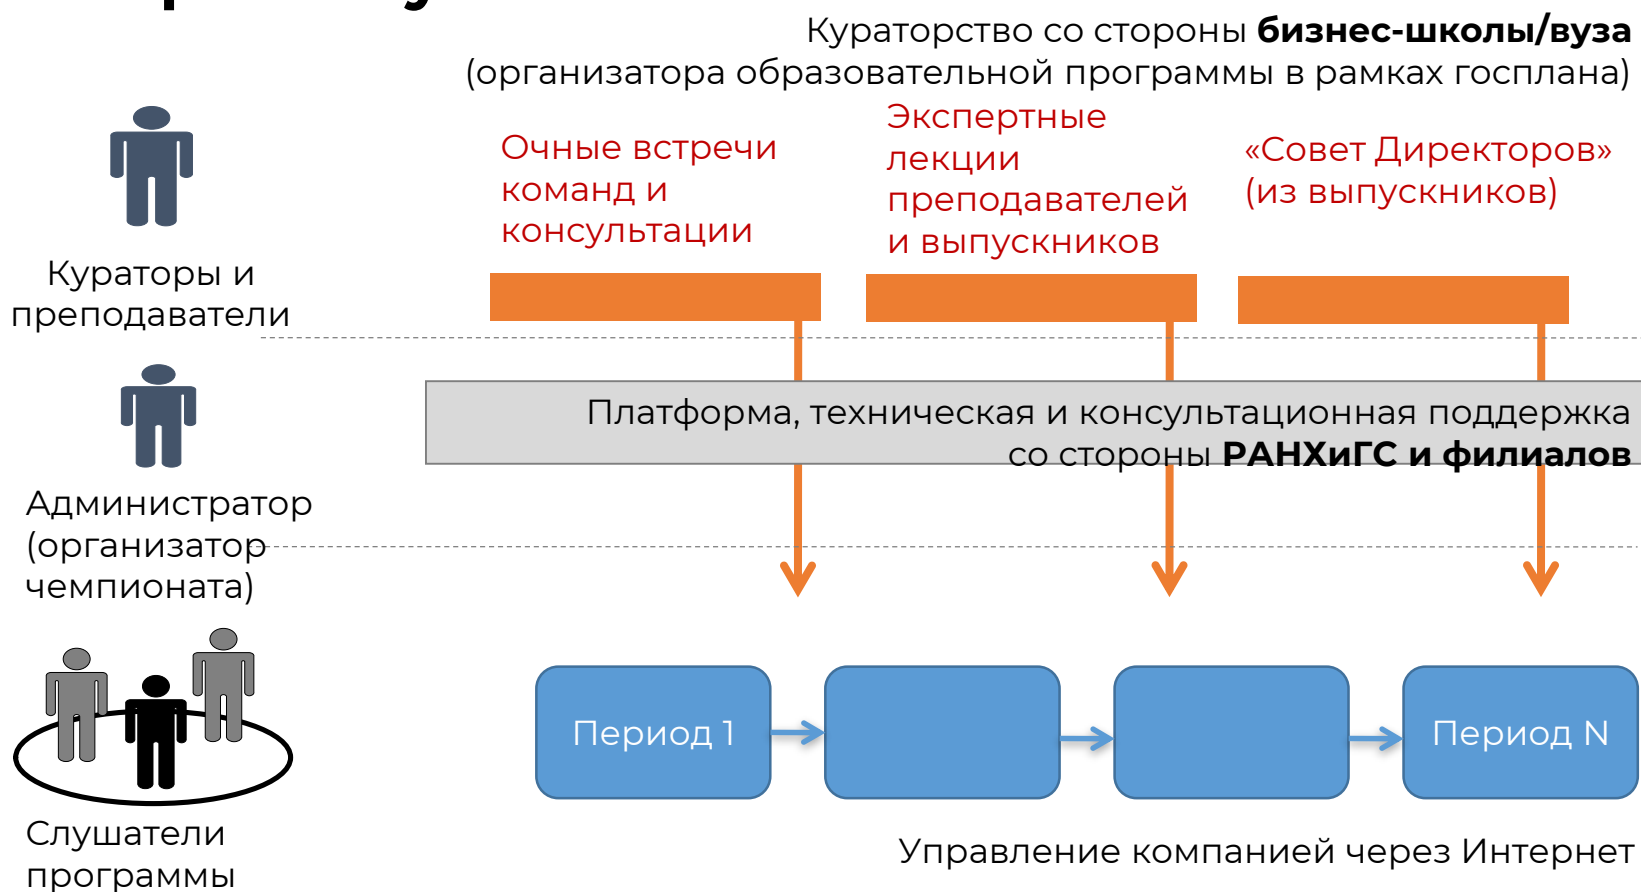 Кураторство со стороны бизнес-школы/вуза
(организатора образовательной программы в рамках госплана)
Очные встречи
команд и
консультации
Экспертные
лекции
преподавателей
и выпускников
«Совет Директоров»
(из выпускников)
Кураторы и
преподаватели
Платформа, техническая и консультационная поддержка
со стороны РАНХиГС и филиалов
Администратор
(организатор
чемпионата)
Период 1
Период N
Слушатели
программы
Управление компанией через Интернет